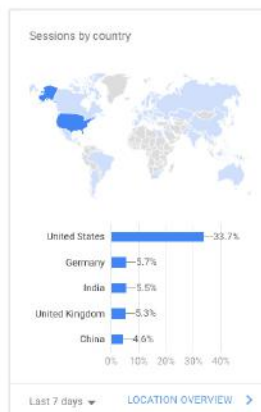 Sessions by country
United States 33.7%
Germany 5.7%
India 5.5%
United Kingdom 5.3%
China 4.6%
0% 10% 20% 30% 40%
Last 7 days LOCATION OVERVIEW